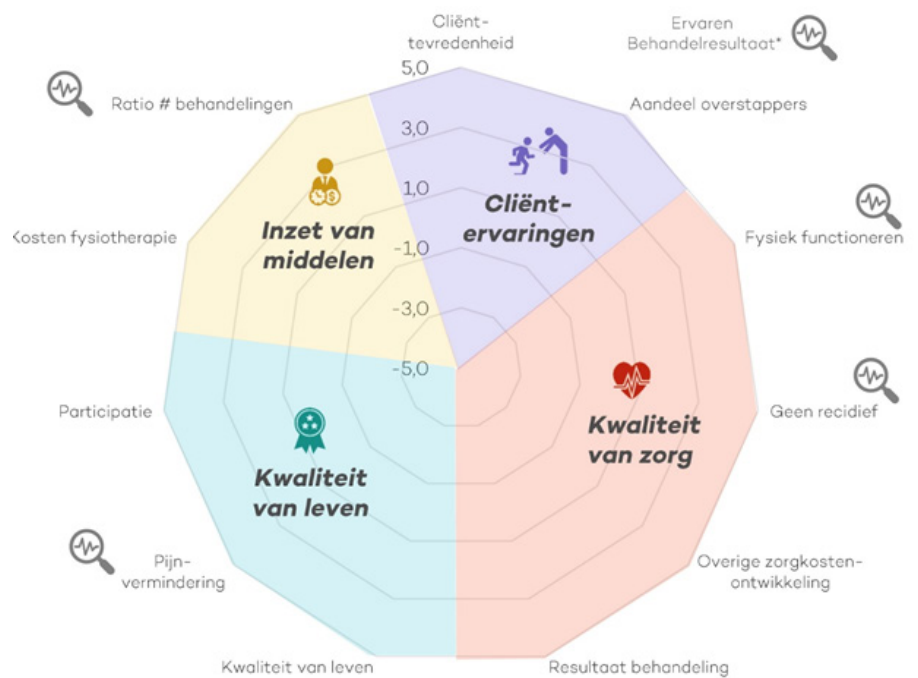 Cliënt-
tevredenheid
Ervaren
Behandelresultaat*
Aandeel overstappers
Ratio # behandelingen
5,0
3,0
1,0
-1,0
-3,0
-5,0
Cliënt-
ervaringen
Inzet van
middelen
Kosten fysiotherapie
Fysiek functioneren
Participatie
Geen recidief
Kwaliteit
van zorg
Kwaliteit
van leven
Pijn-
vermindering
Overige zorgkosten-
ontwikkeling
Kwaliteit van leven
Resultaat behandeling